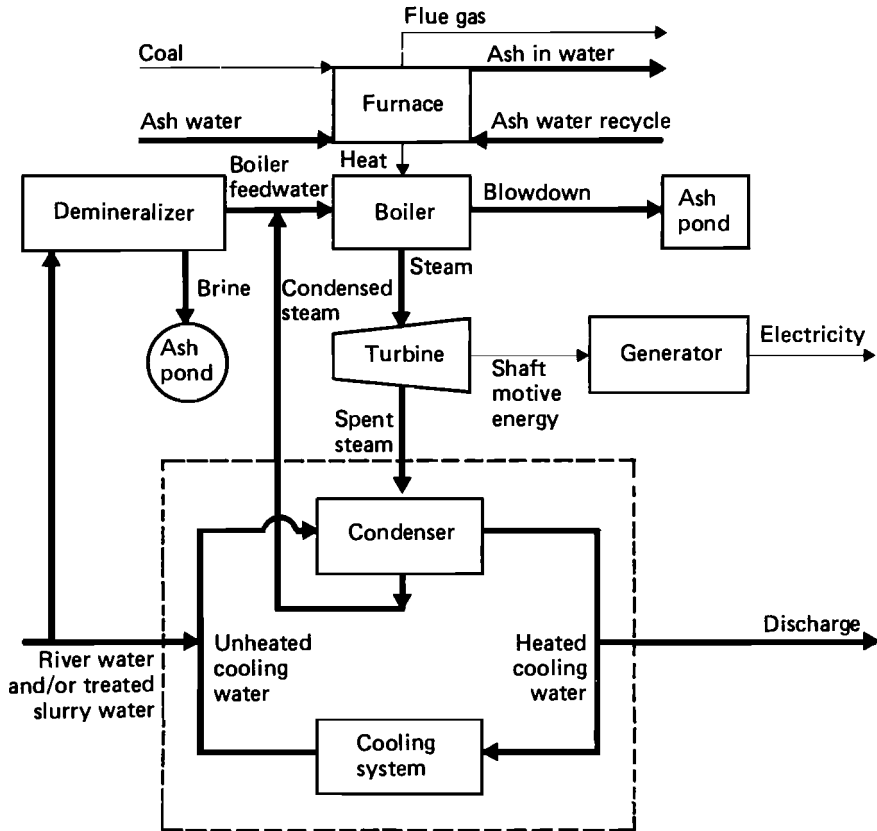 Flue gas
Coal
Ash in water
Furnace
Ash water
Ash water recycle
Heat
Boiler
feedwater
Demineralizer
Boiler
Blowdown
Ash
pond
Steam
Brine
Condensed
steam
Ash
pond
Turbine
Shaft
motive
energy
Generator
Electricity
Spent
steam
Condenser
River water
and/or treated
slurry water
Unheated
cooling
water
Heated
cooling
water
Discharge
Cooling
system